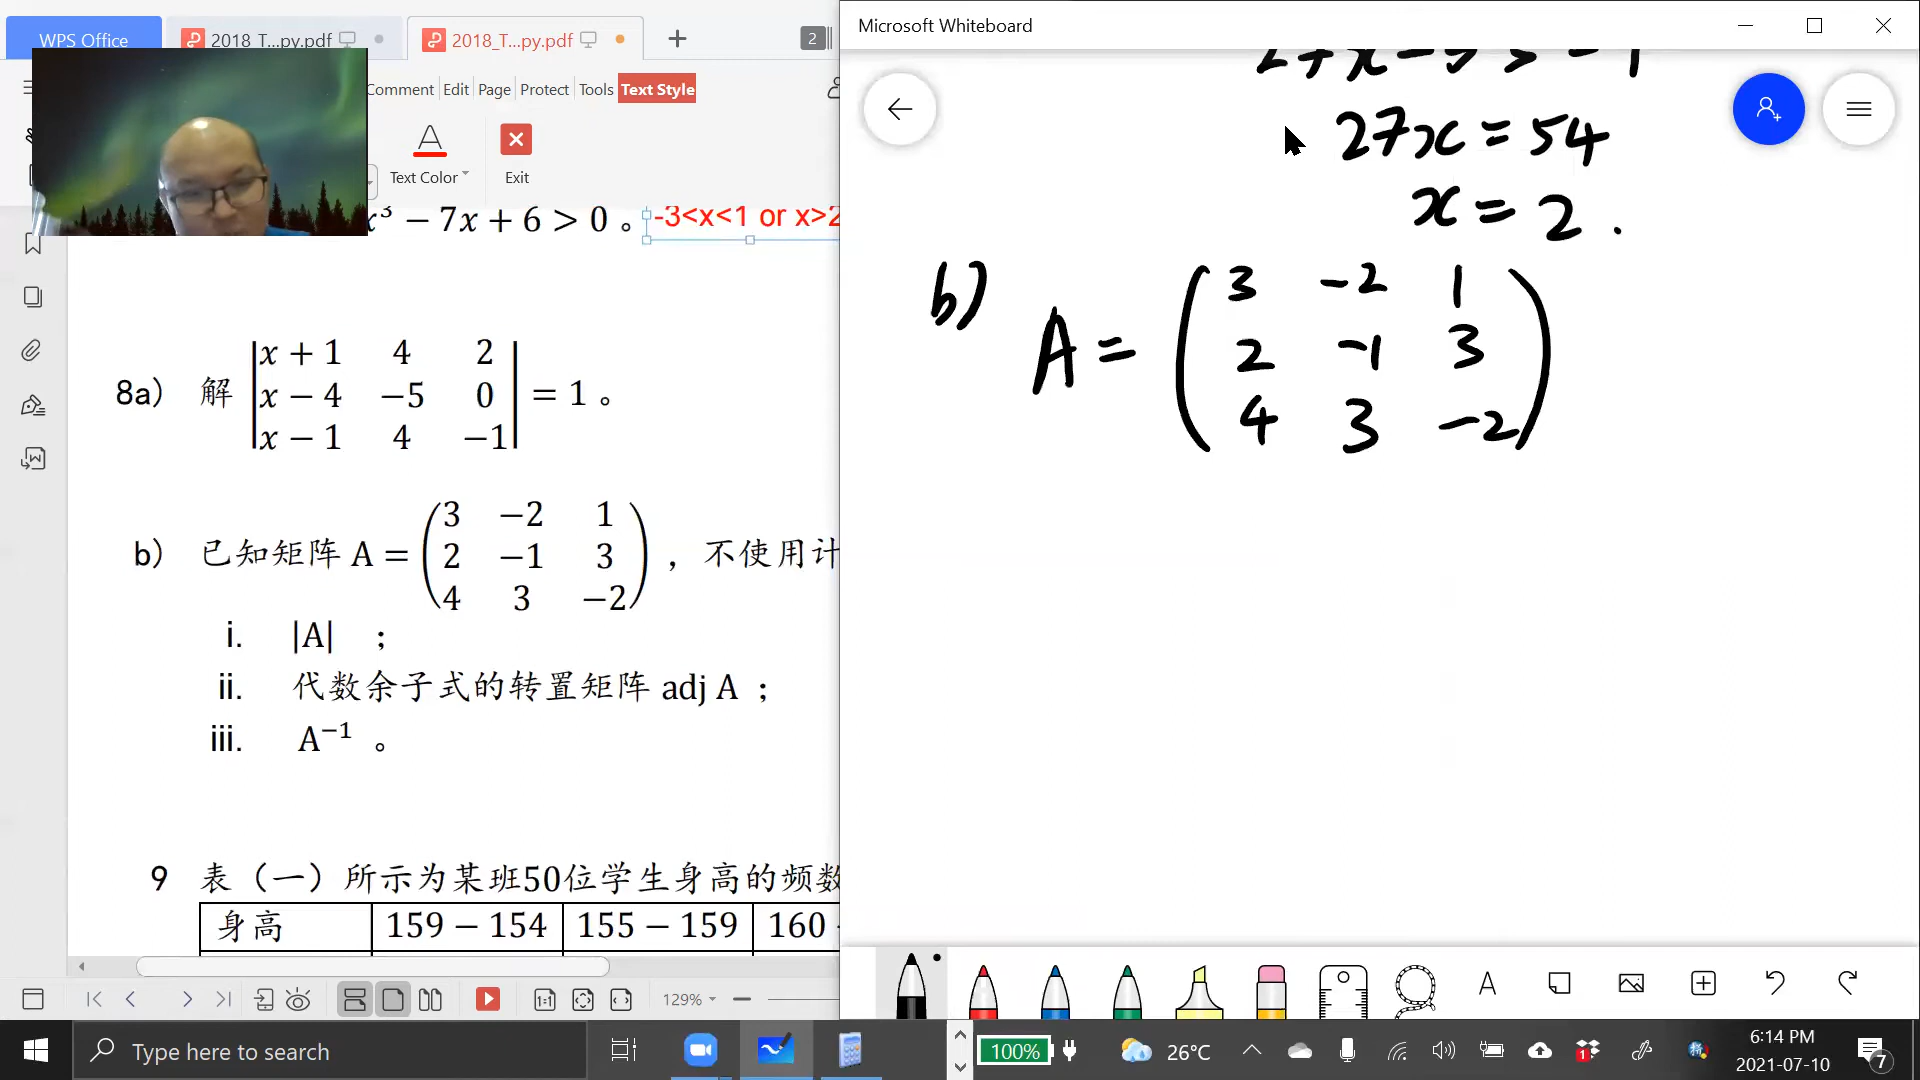 WPS Office
2018_T...py.pdf
2018_T...py.pdf
2
Comment Edit Page Protect Tools Text Style
Text Color
Exit
x³ − 7x + 6 > 0 。
-3<x<1 or x>2
8a) 解 |x + 1 4 2|
|x − 4 −5 0| = 1 。
|x − 1 4 −1|
b) 已知矩阵 A = (3 −2 1
2 −1 3
4 3 −2) ，不使用计
i. |A| ；
ii. 代数余子式的转置矩阵 adj A ；
iii. A⁻¹ 。
9 表（一）所示为某班50位学生身高的频数
身高 159 − 154 155 − 159 160
129%
Microsoft Whiteboard
27x = 54
x = 2 .
b) A = (3 -2 1
2 -1 3
4 3 -2)
Type here to search
100%
26°C
6:14 PM
2021-07-10
1
7